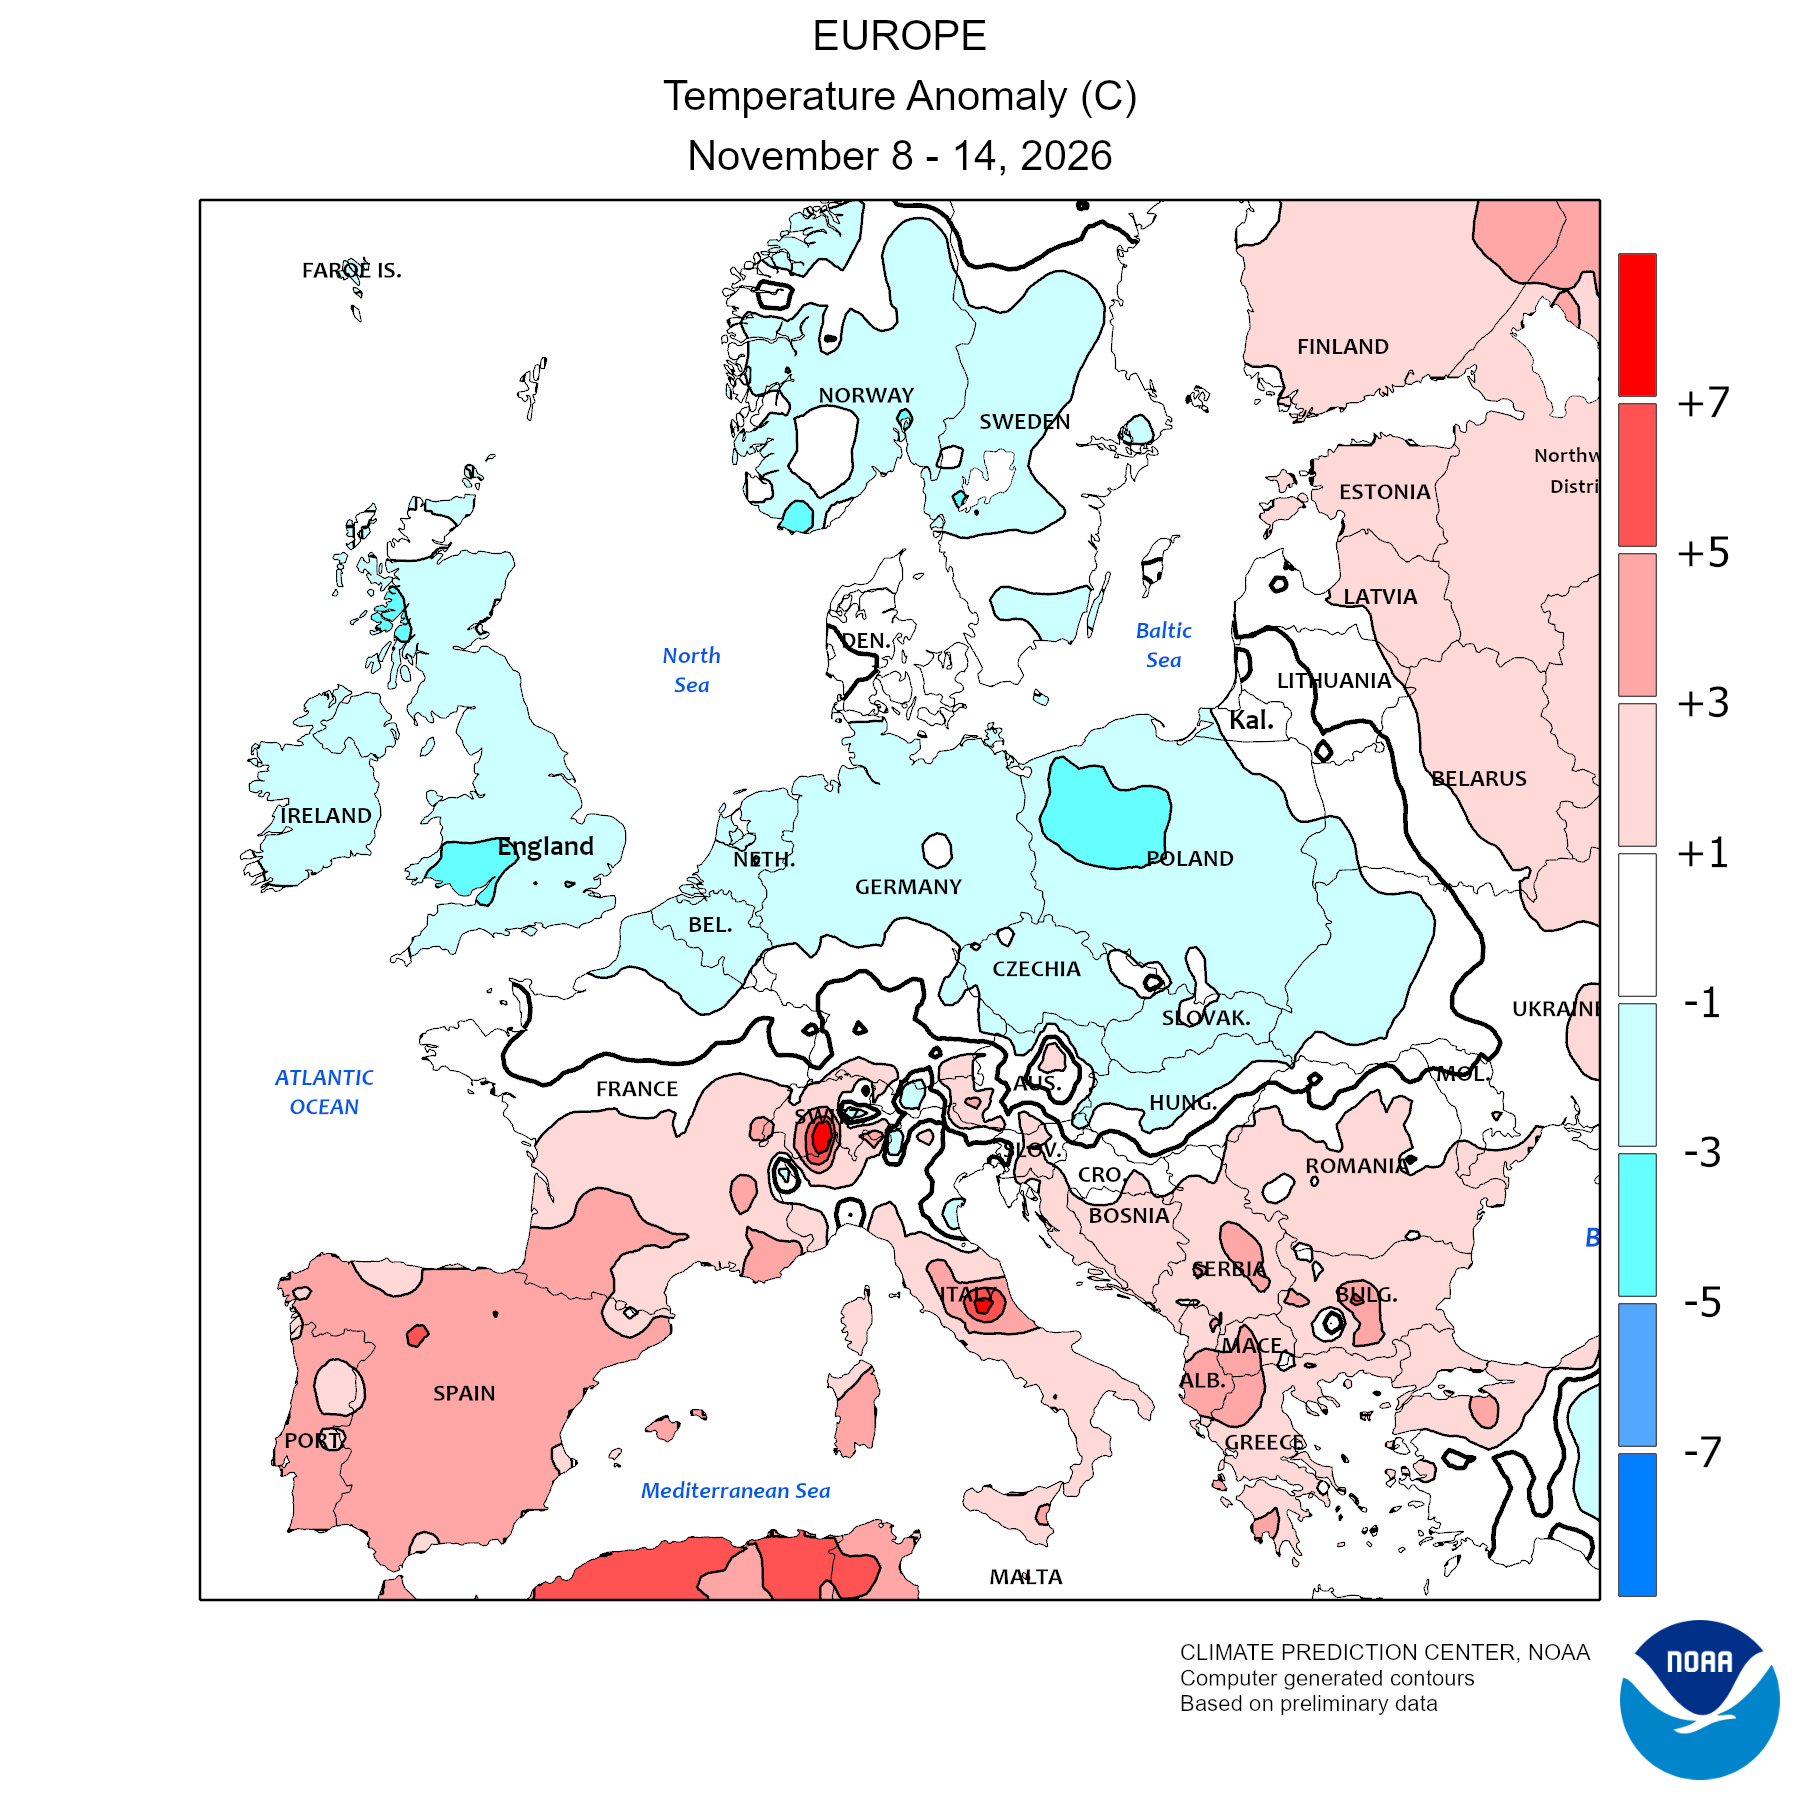 EUROPE
Temperature Anomaly (C)
November 8 - 14, 2026
FAROE IS.
FINLAND
NORWAY
SWEDEN
Northw
Distri
ESTONIA
LATVIA
North
Sea
DEN.
Baltic
Sea
LITHUANIA
Kal.
BELARUS
IRELAND
England
NETH.
GERMANY
POLAND
BEL.
CZECHIA
SLOVAK.
UKRAINE
ATLANTIC
OCEAN
FRANCE
AUS.
MOL.
HUNG.
SLOV.
CRO.
ROMANIA
BOSNIA
B
SERBIA
ITALY
BULG.
MACE.
SPAIN
ALB.
PORT.
GREECE
Mediterranean Sea
MALTA
+7
+5
+3
+1
-1
-3
-5
-7
CLIMATE PREDICTION CENTER, NOAA
Computer generated contours
Based on preliminary data
NOAA